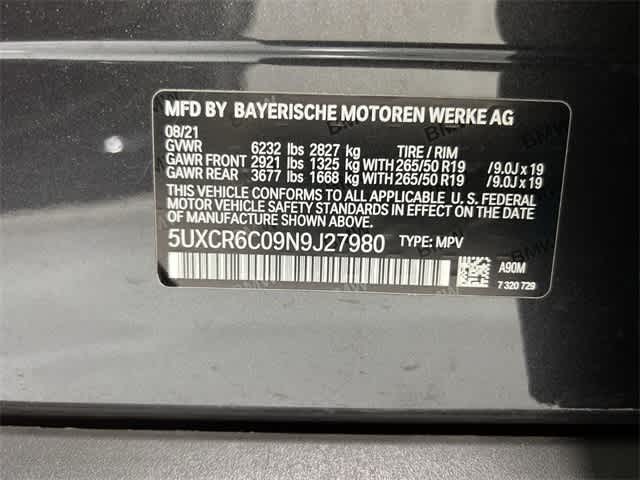 MFD BY BAYERISCHE MOTOREN WERKE AG
08/21
GVWR 6232 lbs 2827 kg TIRE / RIM
GAWR FRONT 2921 lbs 1325 kg WITH 265/50 R19 /9.0J x 19
GAWR REAR 3677 lbs 1668 kg WITH 265/50 R19 /9.0J x 19
THIS VEHICLE CONFORMS TO ALL APPLICABLE U. S. FEDERAL
MOTOR VEHICLE SAFETY STANDARDS IN EFFECT ON THE DATE OF
MANUFACTURE SHOWN ABOVE.
5UXCR6C09N9J27980 TYPE: MPV
A90M
7 320 729